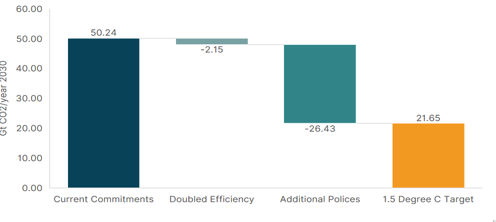 60.00
50.00
40.00
30.00
20.00
10.00
0.00
Gt CO2/year 2030
50.24
-2.15
-26.43
21.65
Current Commitments
Doubled Efficiency
Additional Polices
1.5 Degree C Target